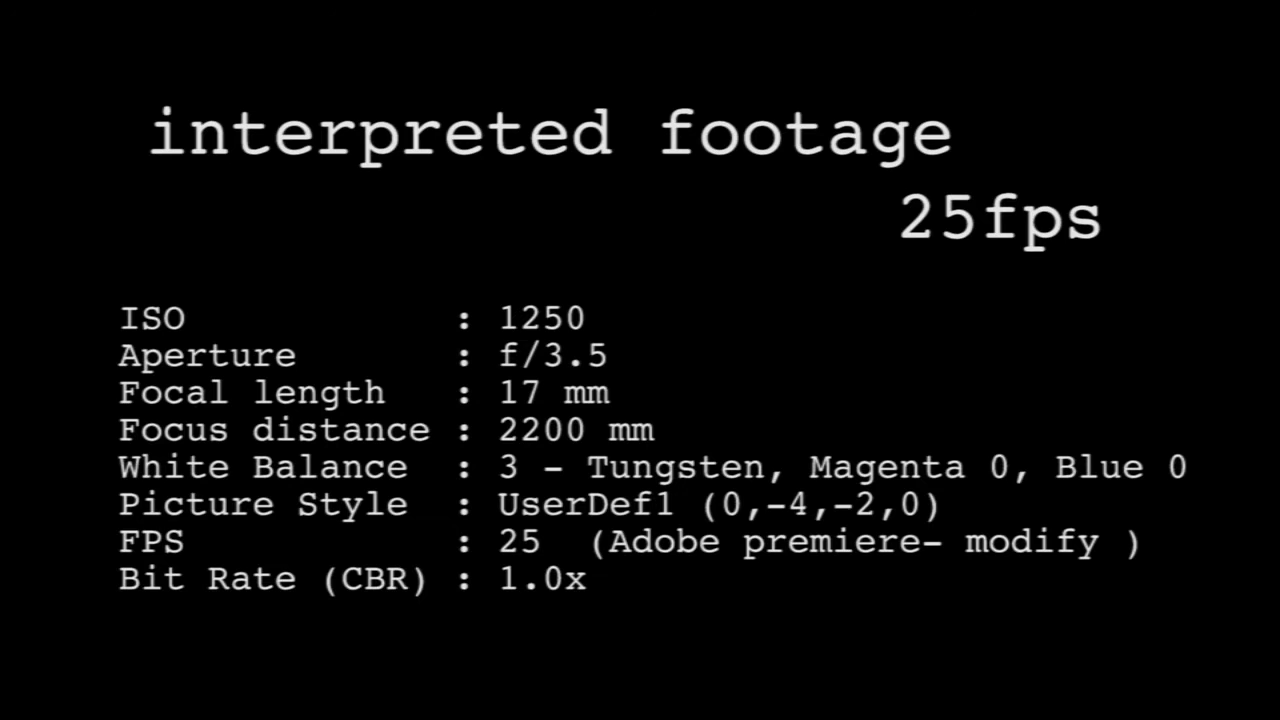 interpreted footage
25fps
ISO : 1250
Aperture : f/3.5
Focal length : 17 mm
Focus distance : 2200 mm
White Balance : 3 - Tungsten, Magenta 0, Blue 0
Picture Style : UserDef1 (0,-4,-2,0)
FPS : 25 (Adobe premiere- modify )
Bit Rate (CBR) : 1.0x